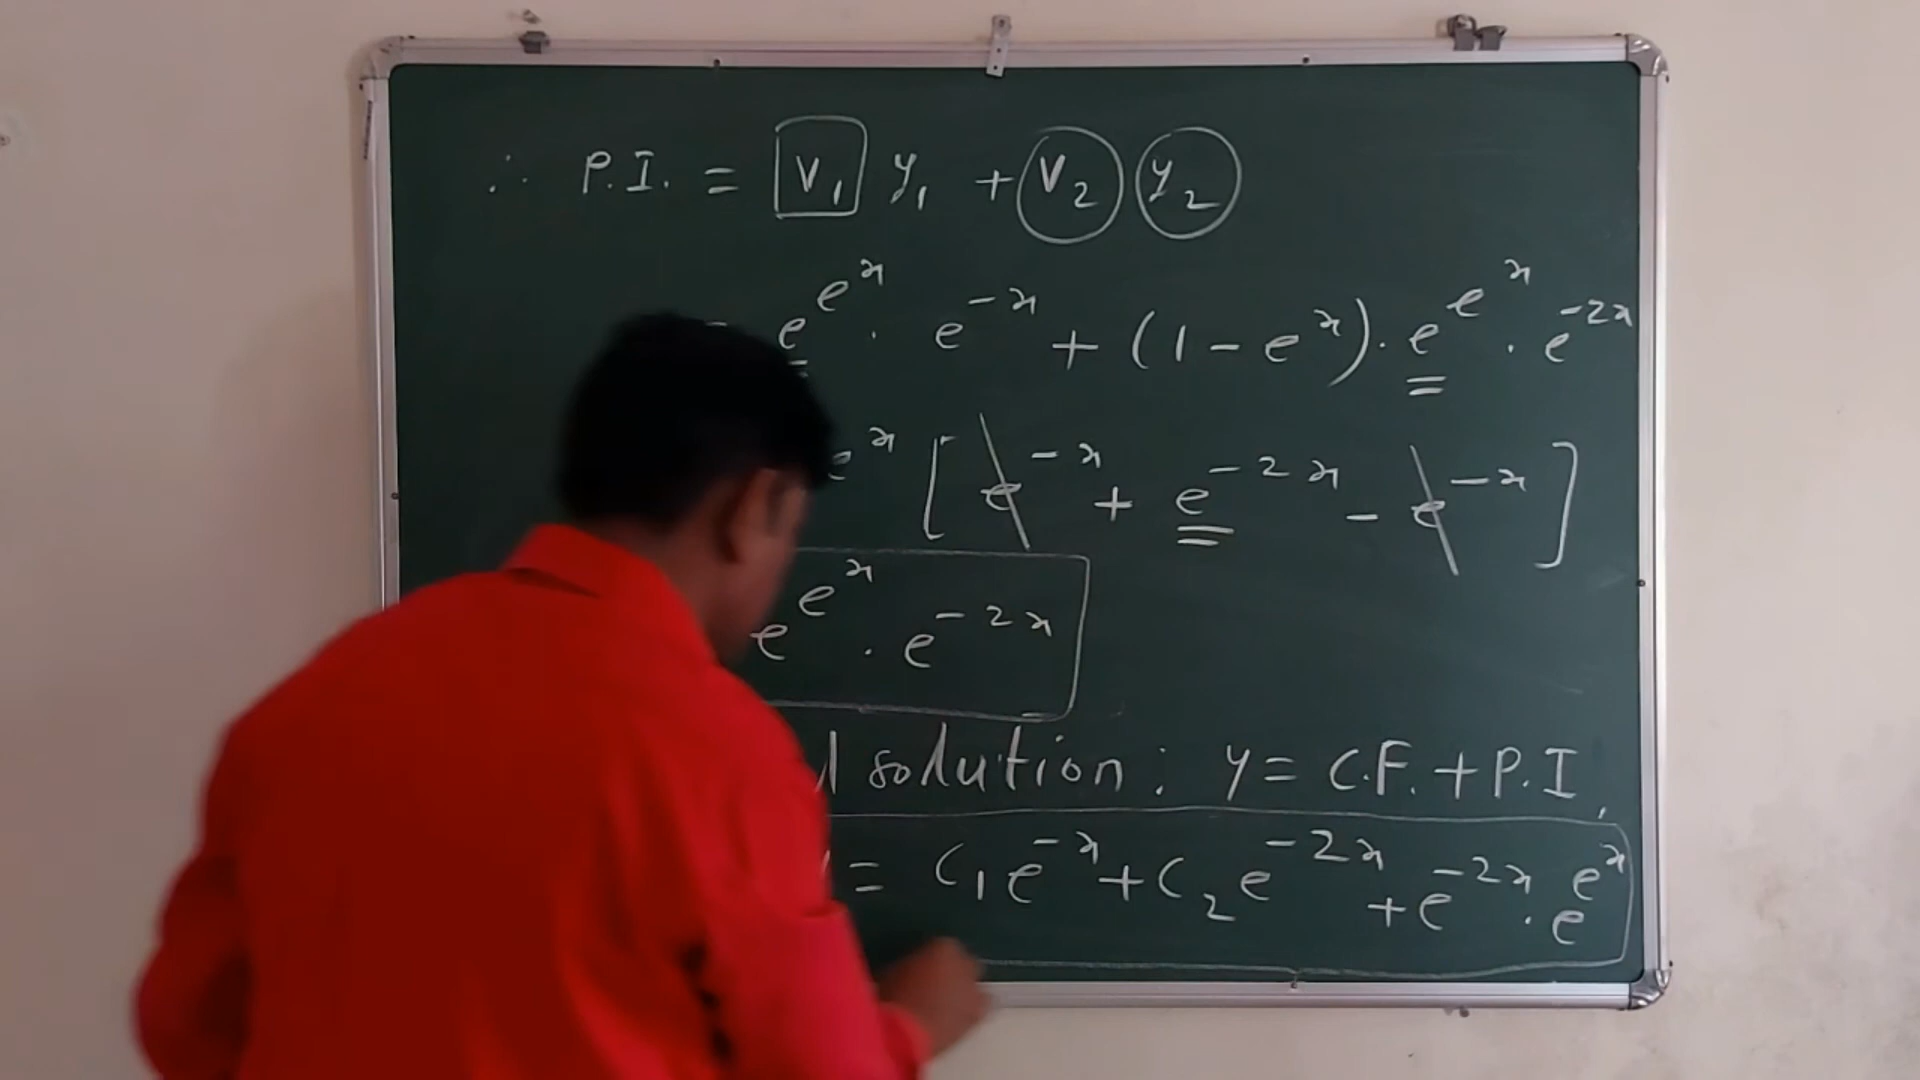 ∴ P.I. = v₁ y₁ + v₂ y₂
e^{e^x} . e^{-x} + (1 - e^x) . e^{e^x} . e^{-2x}
e^x [ e^{-x} + e^{-2x} - e^{-x} ]
e^{e^x} . e^{-2x}
solution : y = C.F. + P.I.
= C₁e^{-x} + C₂e^{-2x} + e^{-2x} . e^{e^x}